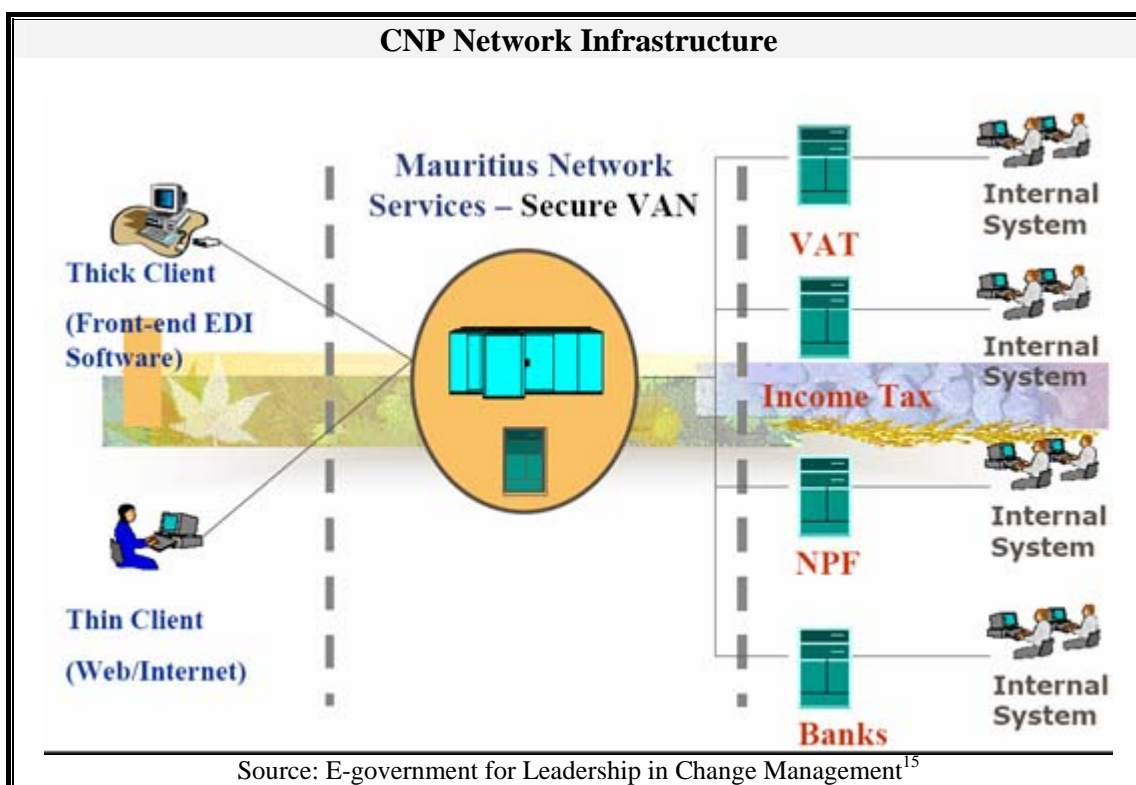 CNP Network Infrastructure
Mauritius Network
Services – Secure VAN
Thick Client
(Front-end EDI
Software)
Thin Client
(Web/Internet)
VAT
Internal
System
Income Tax
Internal
System
NPF
Internal
System
Banks
Internal
System
Source: E-government for Leadership in Change Management15